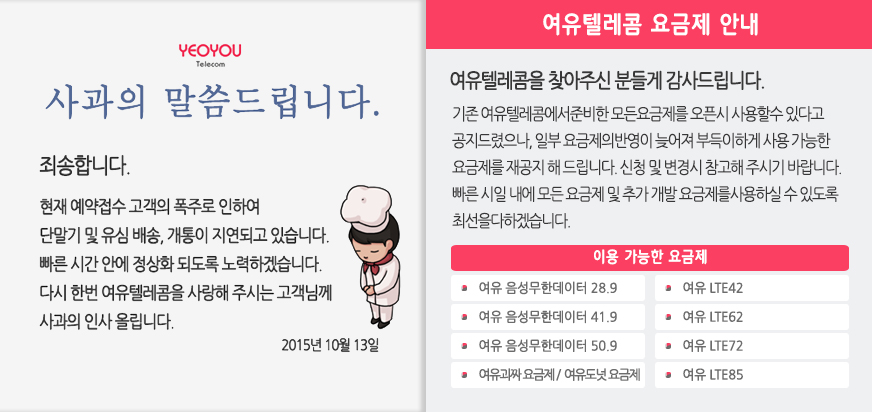 YEOYOU
Telecom
사과의 말씀드립니다.
죄송합니다.
현재 예약접수 고객의 폭주로 인하여
단말기 및 유심 배송, 개통이 지연되고 있습니다.
빠른 시간 안에 정상화 되도록 노력하겠습니다.
다시 한번 여유텔레콤을 사랑해 주시는 고객님께
사과의 인사 올립니다.
2015년 10월 13일
여유텔레콤 요금제 안내
여유텔레콤을 찾아주신 분들게 감사드립니다.
기존 여유텔레콤에서준비한 모든요금제를 오픈시 사용할수 있다고
공지드렸으나, 일부 요금제의반영이 늦어져 부득이하게 사용 가능한
요금제를 재공지 해 드립니다. 신청 및 변경시 참고해 주시기 바랍니다.
빠른 시일 내에 모든 요금제 및 추가 개발 요금제를사용하실 수 있도록
최선을다하겠습니다.
이용 가능한 요금제
여유 음성무한데이터 28.9
여유 LTE42
여유 음성무한데이터 41.9
여유 LTE62
여유 음성무한데이터 50.9
여유 LTE72
여유괴짜 요금제 / 여유도넛 요금제
여유 LTE85